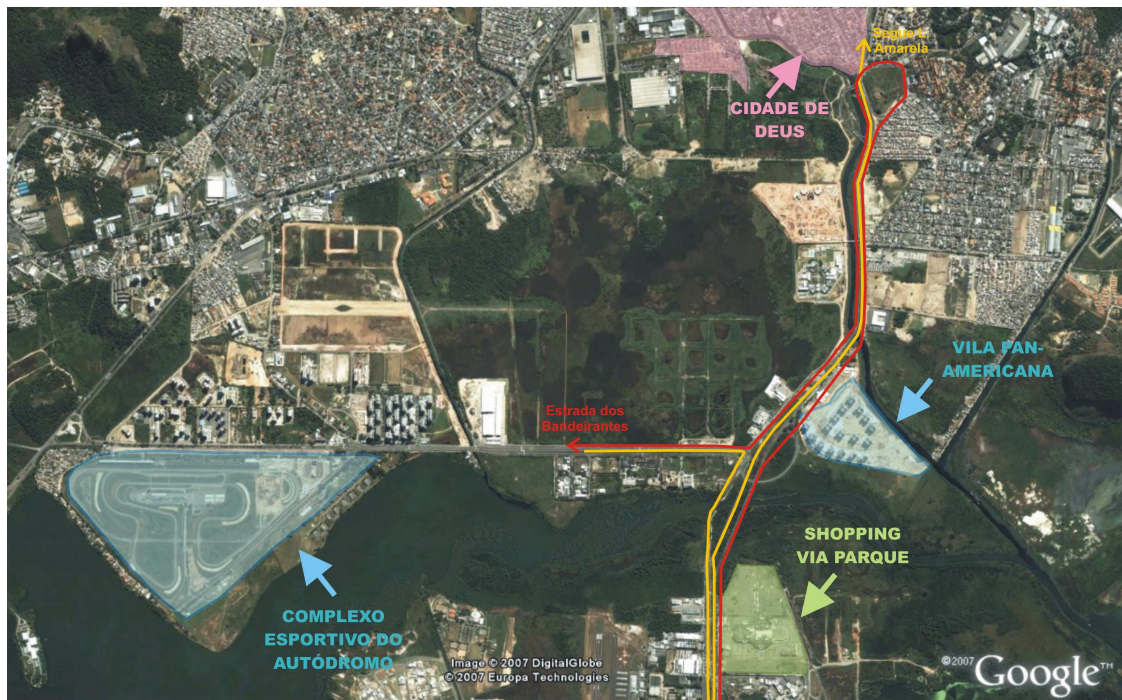 Segue L.
Amarela
CIDADE DE
DEUS
VILA PAN-
AMERICANA
Estrada dos
Bandeirantes
SHOPPING
VIA PARQUE
COMPLEXO
ESPORTIVO DO
AUTÓDROMO
Image © 2007 DigitalGlobe
© 2007 Europa Technologies
©2007 Google™